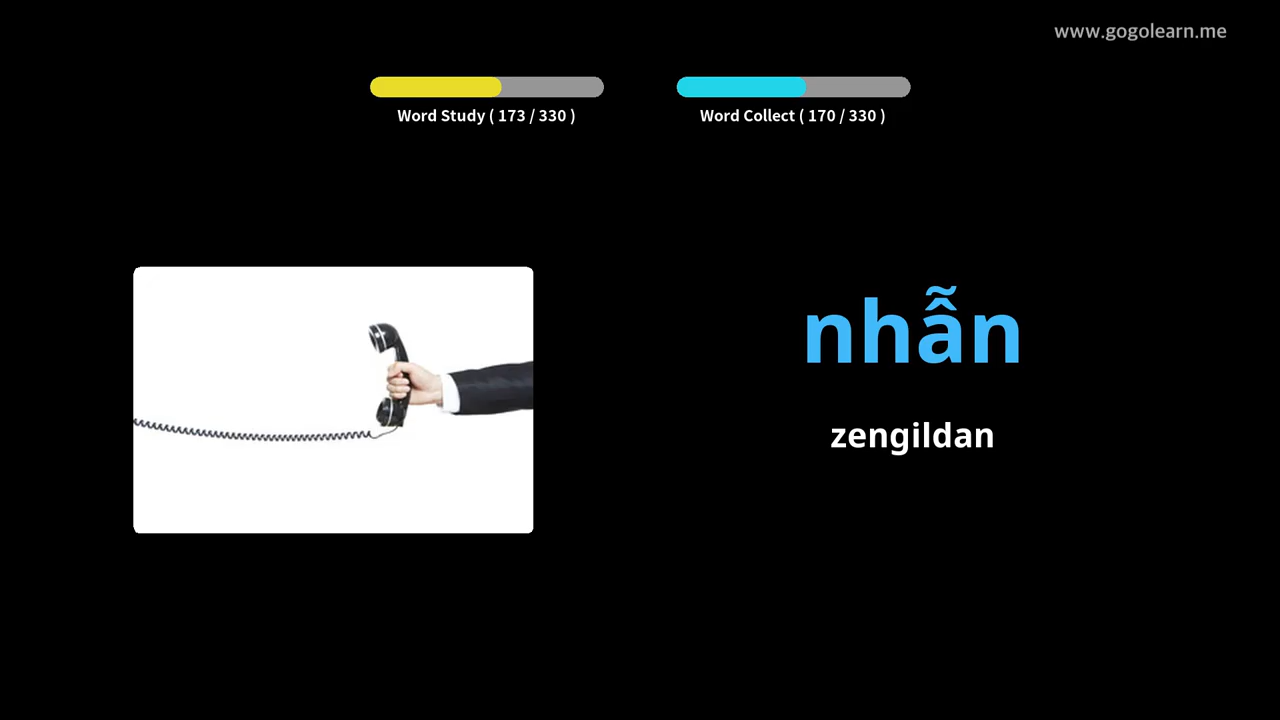 www.gogolearn.me
Word Study ( 173 / 330 )
Word Collect ( 170 / 330 )
nhẫn
zengildan